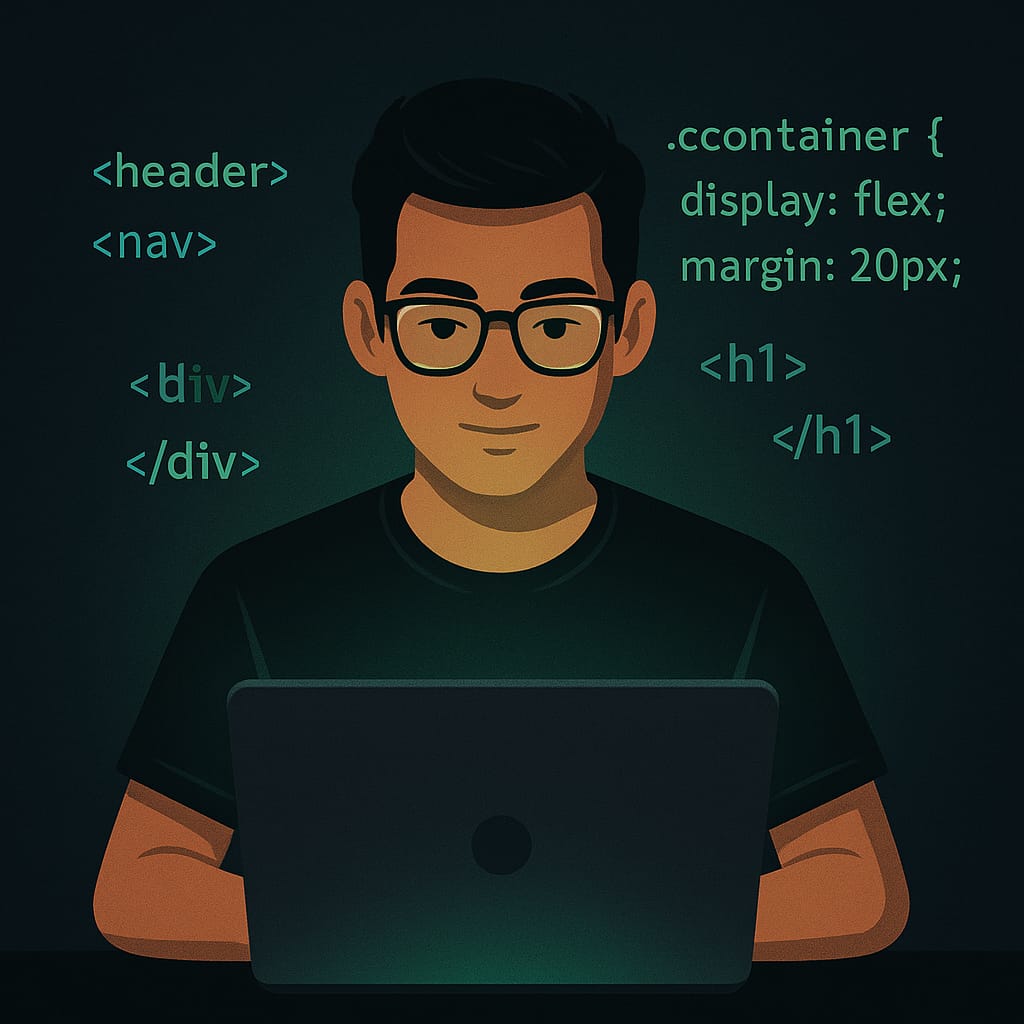 <header>
<nav>
<div>
</div>
.ccontainer {
display: flex;
margin: 20px;
<h1>
</h1>